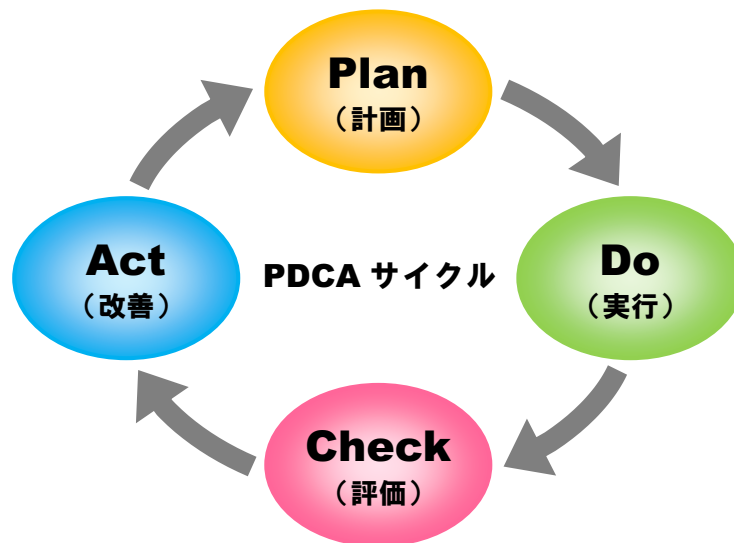 Plan
（計画）
Act
（改善）
PDCA サイクル
Do
（実行）
Check
（評価）